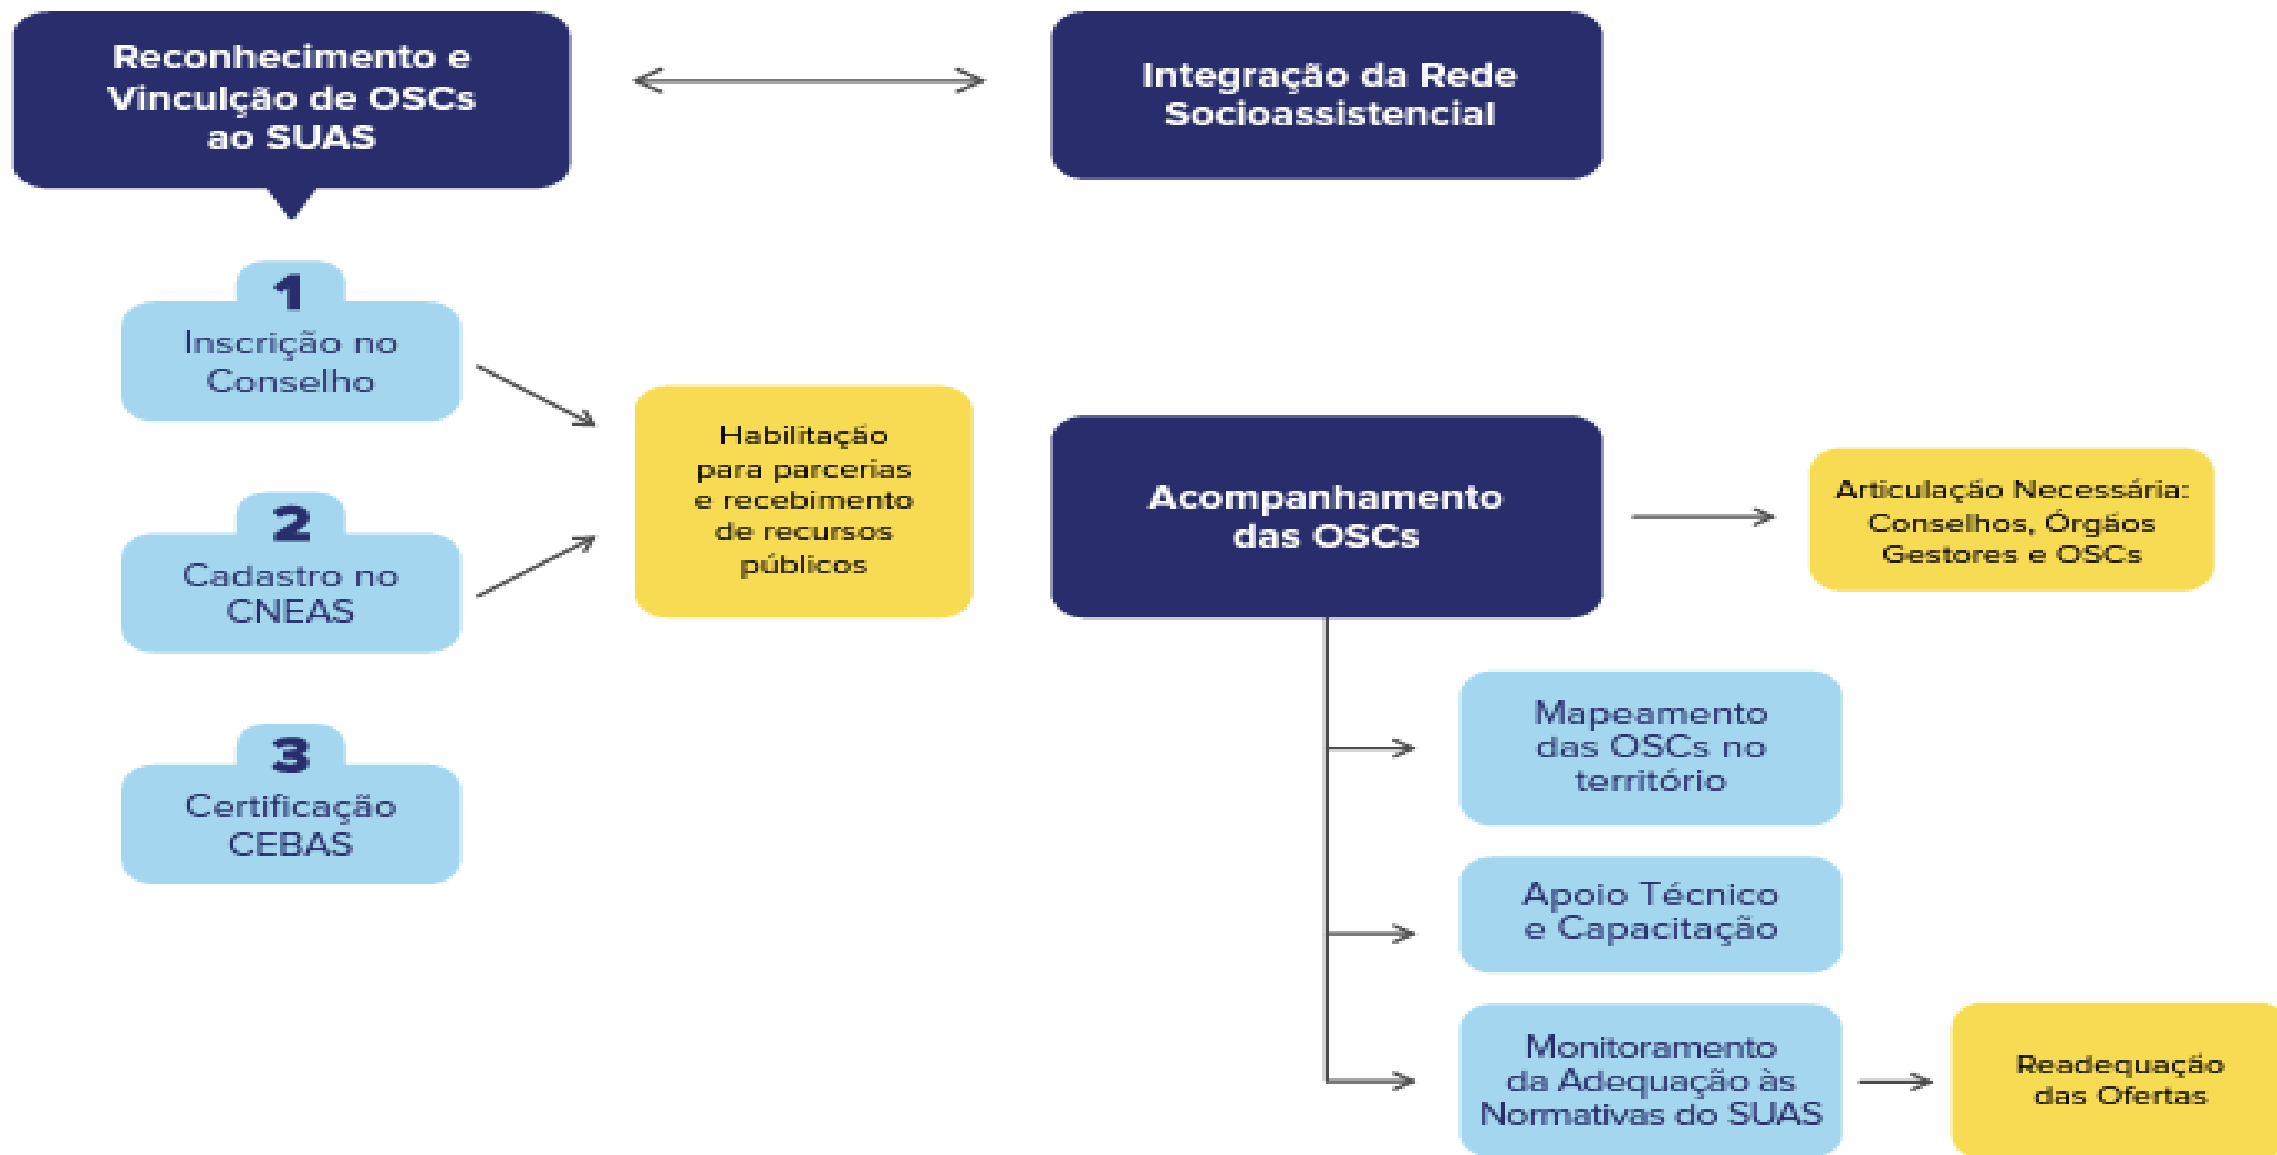 Reconhecimento e
Vinculção de OSCs
ao SUAS
Integração da Rede
Socioassistencial
1
Inscrição no
Conselho
2
Cadastro no
CNEAS
3
Certificação
CEBAS
Habilitação
para parcerias
e recebimento
de recursos
públicos
Acompanhamento
das OSCs
Articulação Necessária:
Conselhos, Órgãos
Gestores e OSCs
Mapeamento
das OSCs no
território
Apoio Técnico
e Capacitação
Monitoramento
da Adequação às
Normativas do SUAS
Readequação
das Ofertas